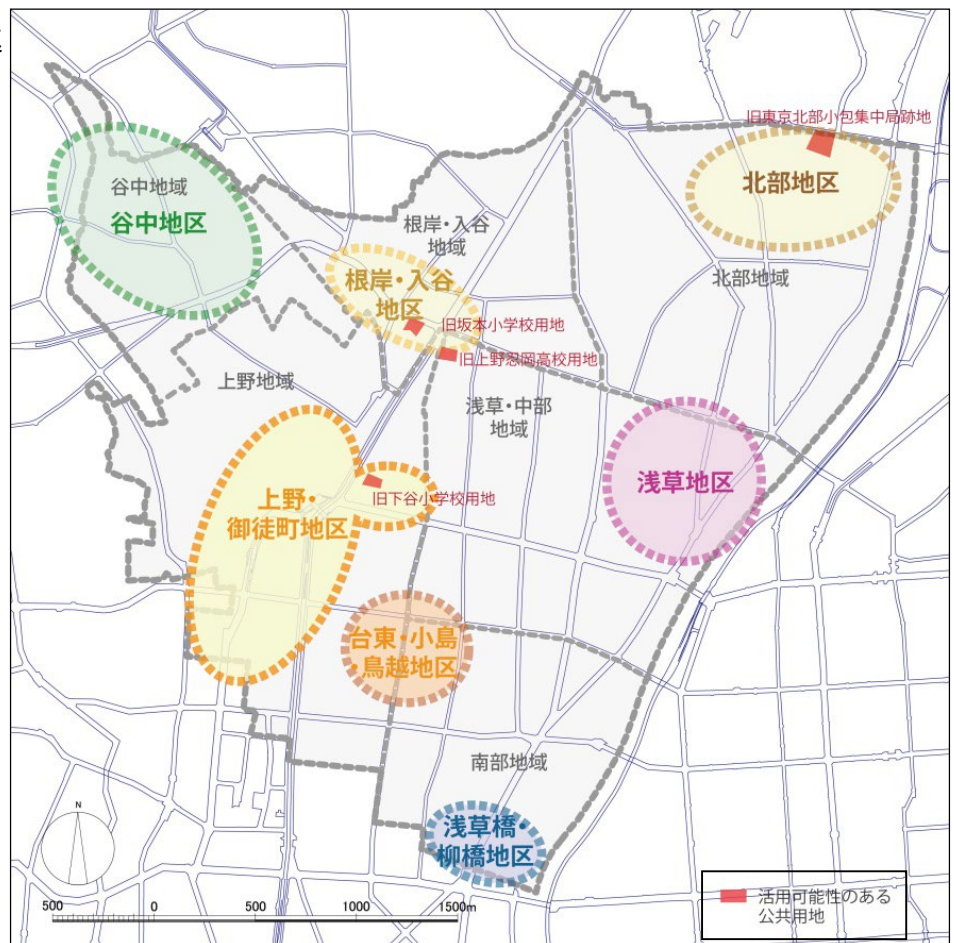 旧東京北部小包集中局跡地
北部地区
谷中地域
谷中地区
根岸・入谷
地域
北部地域
根岸・入谷
地区
旧坂本小学校用地
旧上野忍岡高校用地
上野地域
浅草・中部
地域
浅草地区
上野・
御徒町地区
旧下谷小学校用地
台東・小島
・鳥越地区
南部地域
浅草橋・
柳橋地区
N
500 0 500 1000 1500m
活用可能性のある
公共用地